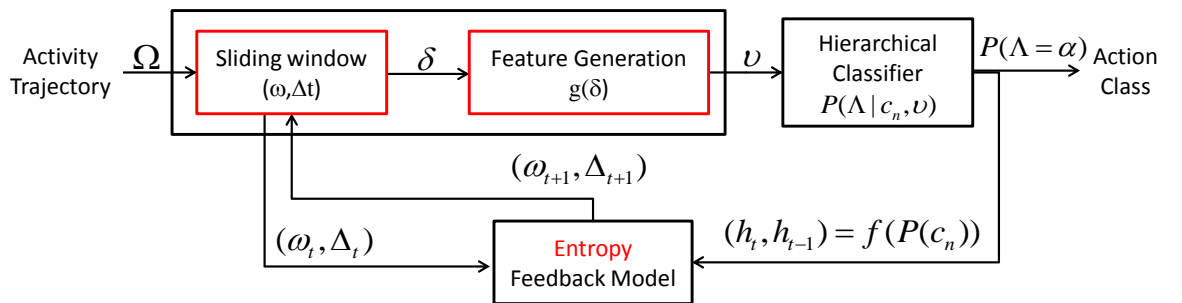 Activity
Trajectory
Ω
Sliding window
(ω,Δt)
δ
Feature Generation
g(δ)
υ
Hierarchical
Classifier
P(Λ | cₙ, υ)
P(Λ = α)
Action
Class
(ωₜ₊₁, Δₜ₊₁)
(ωₜ, Δₜ)
Entropy
Feedback Model
(hₜ, hₜ₋₁) = f(P(cₙ))